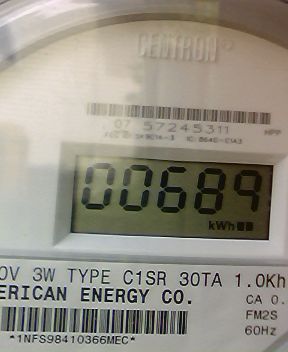 CENTRON
07 57245311 HPP
00689
kWh
0V 3W TYPE C1SR 30TA 1.0Kh
ERICAN ENERGY CO. CA 0.
FM2S
*1NFS98410366MEC* 60Hz